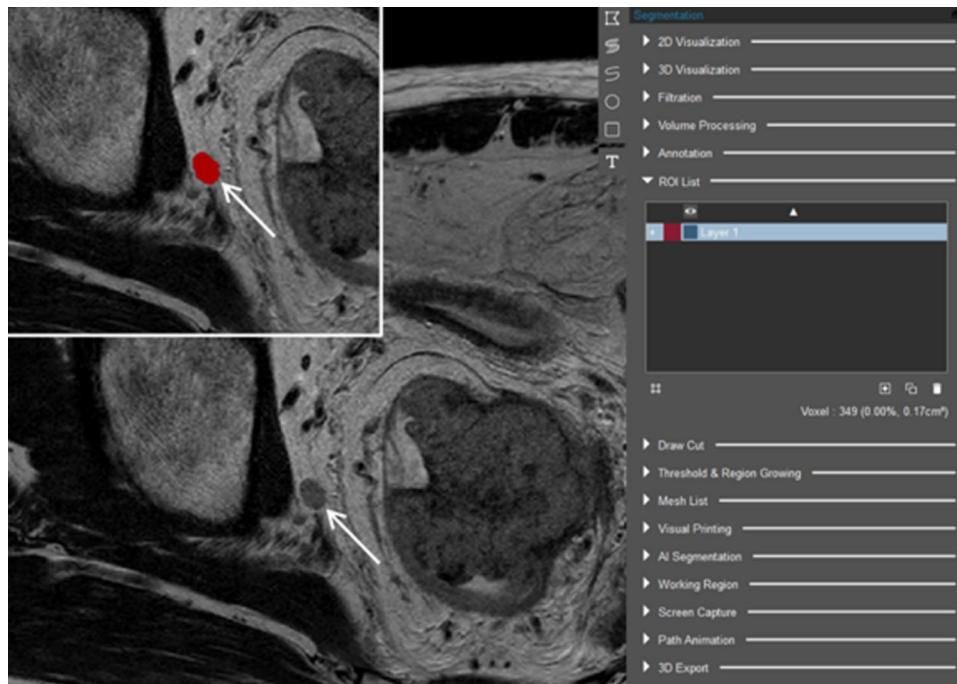 Segmentation
2D Visualization
3D Visualization
Filtration
Volume Processing
Annotation
T
ROI List
Layer 1
Voxel : 349 (0.00%, 0.17cm³)
Draw Cut
Threshold & Region Growing
Mesh List
Visual Printing
AI Segmentation
Working Region
Screen Capture
Path Animation
3D Export